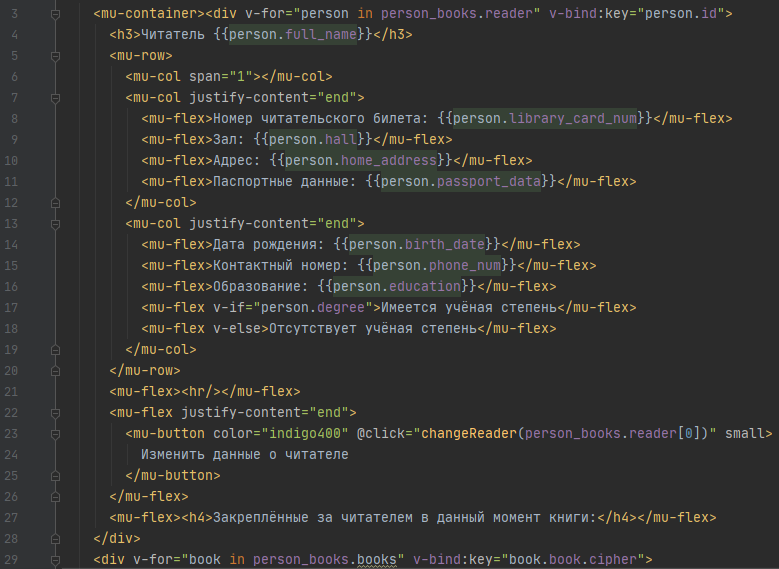 3 <mu-container><div v-for="person in person_books.reader" v-bind:key="person.id">
4 <h3>Читатель {{person.full_name}}</h3>
5 <mu-row>
6 <mu-col span="1"></mu-col>
7 <mu-col justify-content="end">
8 <mu-flex>Номер читательского билета: {{person.library_card_num}}</mu-flex>
9 <mu-flex>Зал: {{person.hall}}</mu-flex>
10 <mu-flex>Адрес: {{person.home_address}}</mu-flex>
11 <mu-flex>Паспортные данные: {{person.passport_data}}</mu-flex>
12 </mu-col>
13 <mu-col justify-content="end">
14 <mu-flex>Дата рождения: {{person.birth_date}}</mu-flex>
15 <mu-flex>Контактный номер: {{person.phone_num}}</mu-flex>
16 <mu-flex>Образование: {{person.education}}</mu-flex>
17 <mu-flex v-if="person.degree">Имеется учёная степень</mu-flex>
18 <mu-flex v-else>Отсутствует учёная степень</mu-flex>
19 </mu-col>
20 </mu-row>
21 <mu-flex><hr/></mu-flex>
22 <mu-flex justify-content="end">
23 <mu-button color="indigo400" @click="changeReader(person_books.reader[0])" small>
24 Изменить данные о читателе
25 </mu-button>
26 </mu-flex>
27 <mu-flex><h4>Закреплённые за читателем в данный момент книги:</h4></mu-flex>
28 </div>
29 <div v-for="book in person_books.books" v-bind:key="book.book.cipher">